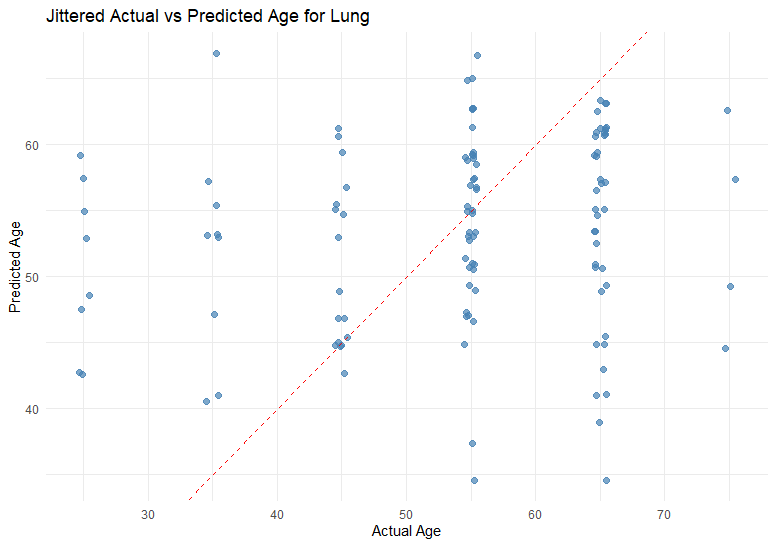 Jittered Actual vs Predicted Age for Lung
Predicted Age
60
50
40
30 40 50 60 70
Actual Age